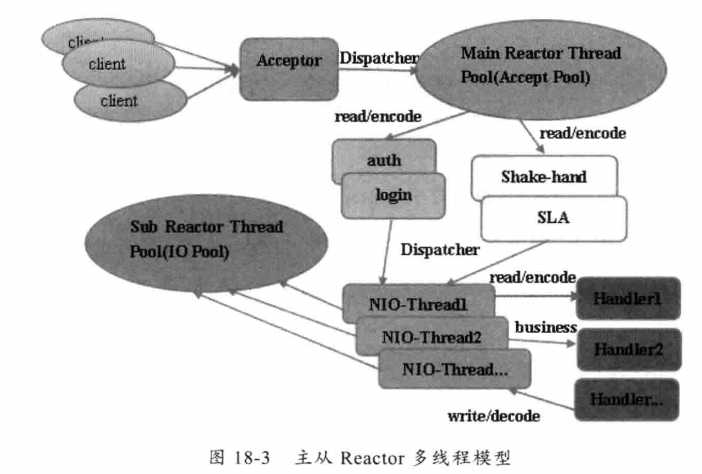 client
client
client
Acceptor
Dispatcher
Main Reactor Thread
Pool(Accept Pool)
read/encode
read/encode
auth
login
Shake-hand
SLA
Sub Reactor Thread
Pool(IO Pool)
Dispatcher
read/encode
NIO-Thread1
Handler1
business
NIO-Thread2
Handler2
NIO-Thread...
Handler...
write/decode
图 18-3 主从 Reactor 多线程模型